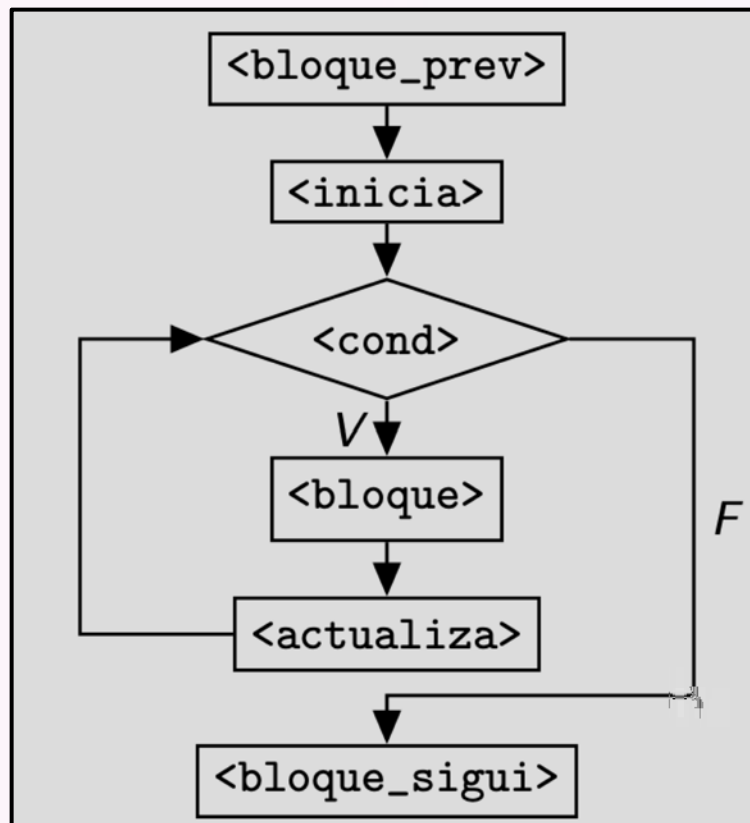 <bloque_prev>
<inicia>
<cond>
V
<bloque>
F
<actualiza>
<bloque_sigui>